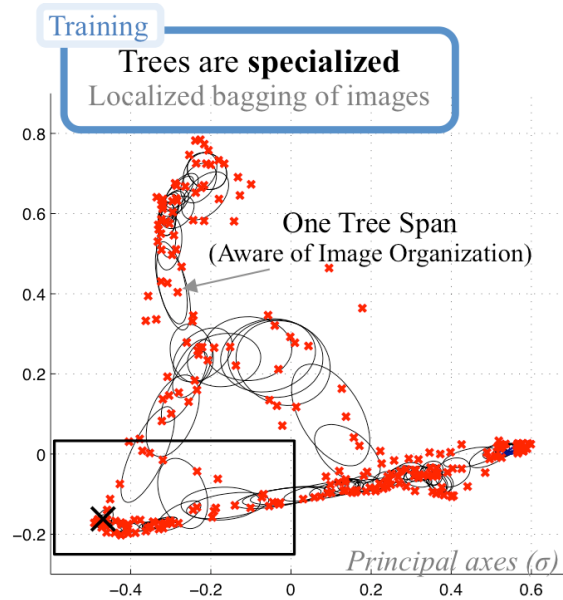 Training
Trees are specialized
Localized bagging of images
0.8
0.6
One Tree Span
(Aware of Image Organization)
0.4
0.2
0
−0.2
Principal axes (σ)
−0.4 −0.2 0 0.2 0.4 0.6